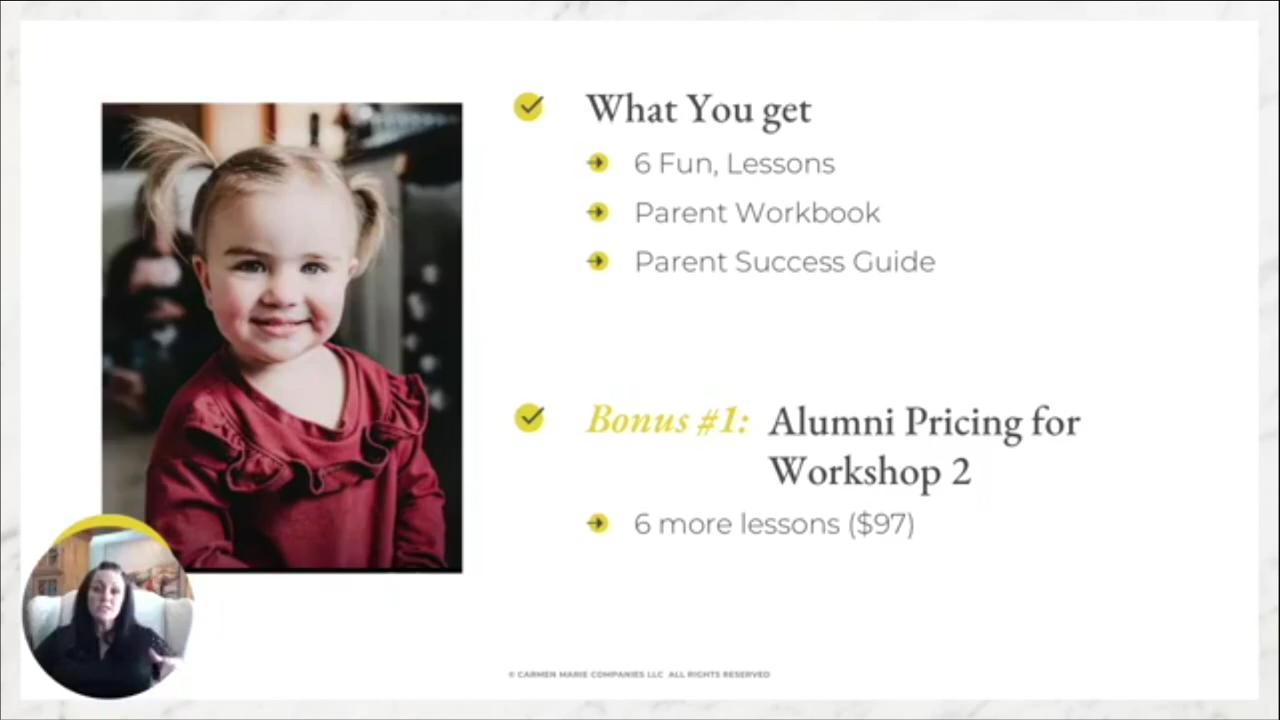 What You get
6 Fun, Lessons
Parent Workbook
Parent Success Guide
Bonus #1: Alumni Pricing for
Workshop 2
6 more lessons ($97)
© CARMEN MARIE COMPANIES LLC ALL RIGHTS RESERVED